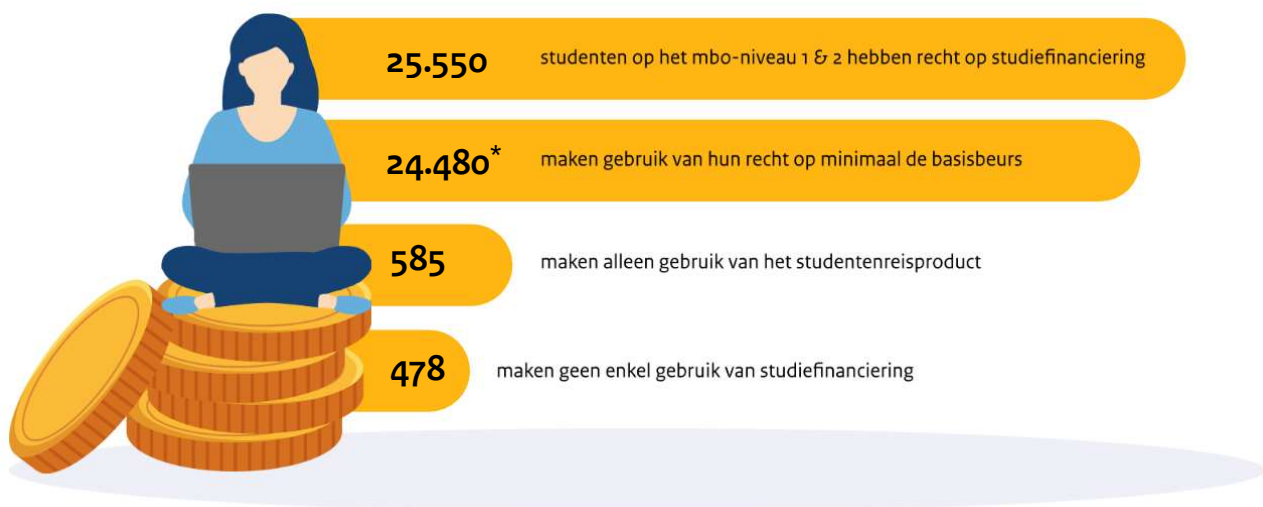 25.550 studenten op het mbo-niveau 1 & 2 hebben recht op studiefinanciering
24.480* maken gebruik van hun recht op minimaal de basisbeurs
585 maken alleen gebruik van het studentenreisproduct
478 maken geen enkel gebruik van studiefinanciering